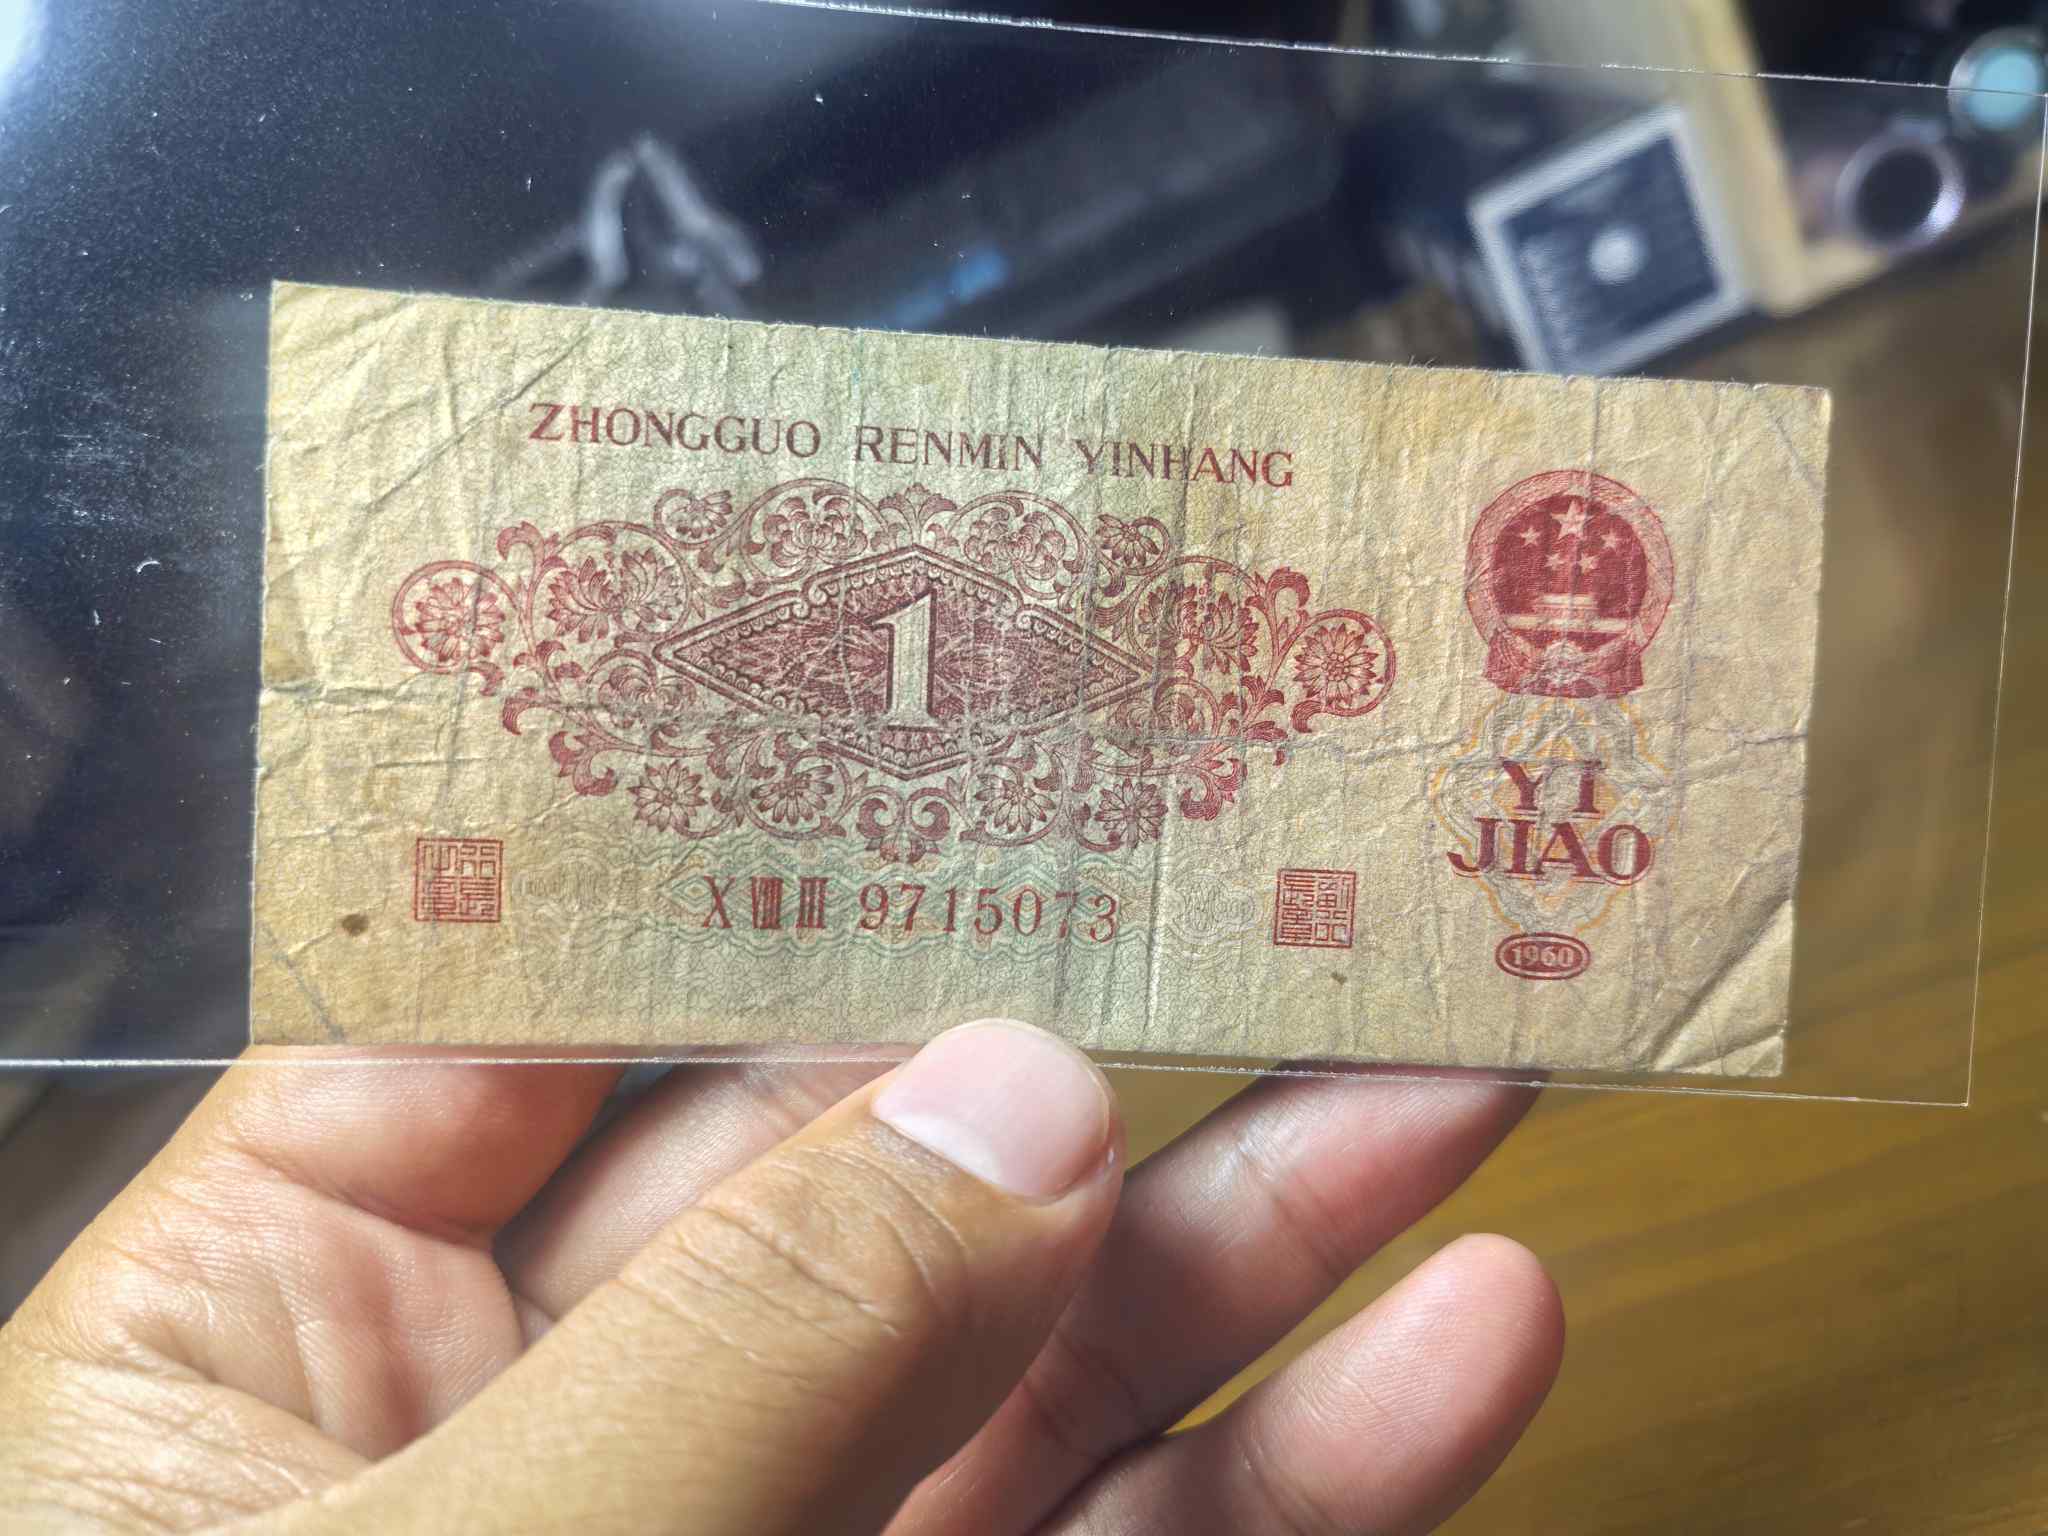 ZHONGGUO RENMIN YINHANG
1
YI
JIAO
X VIII III 9715073
1960